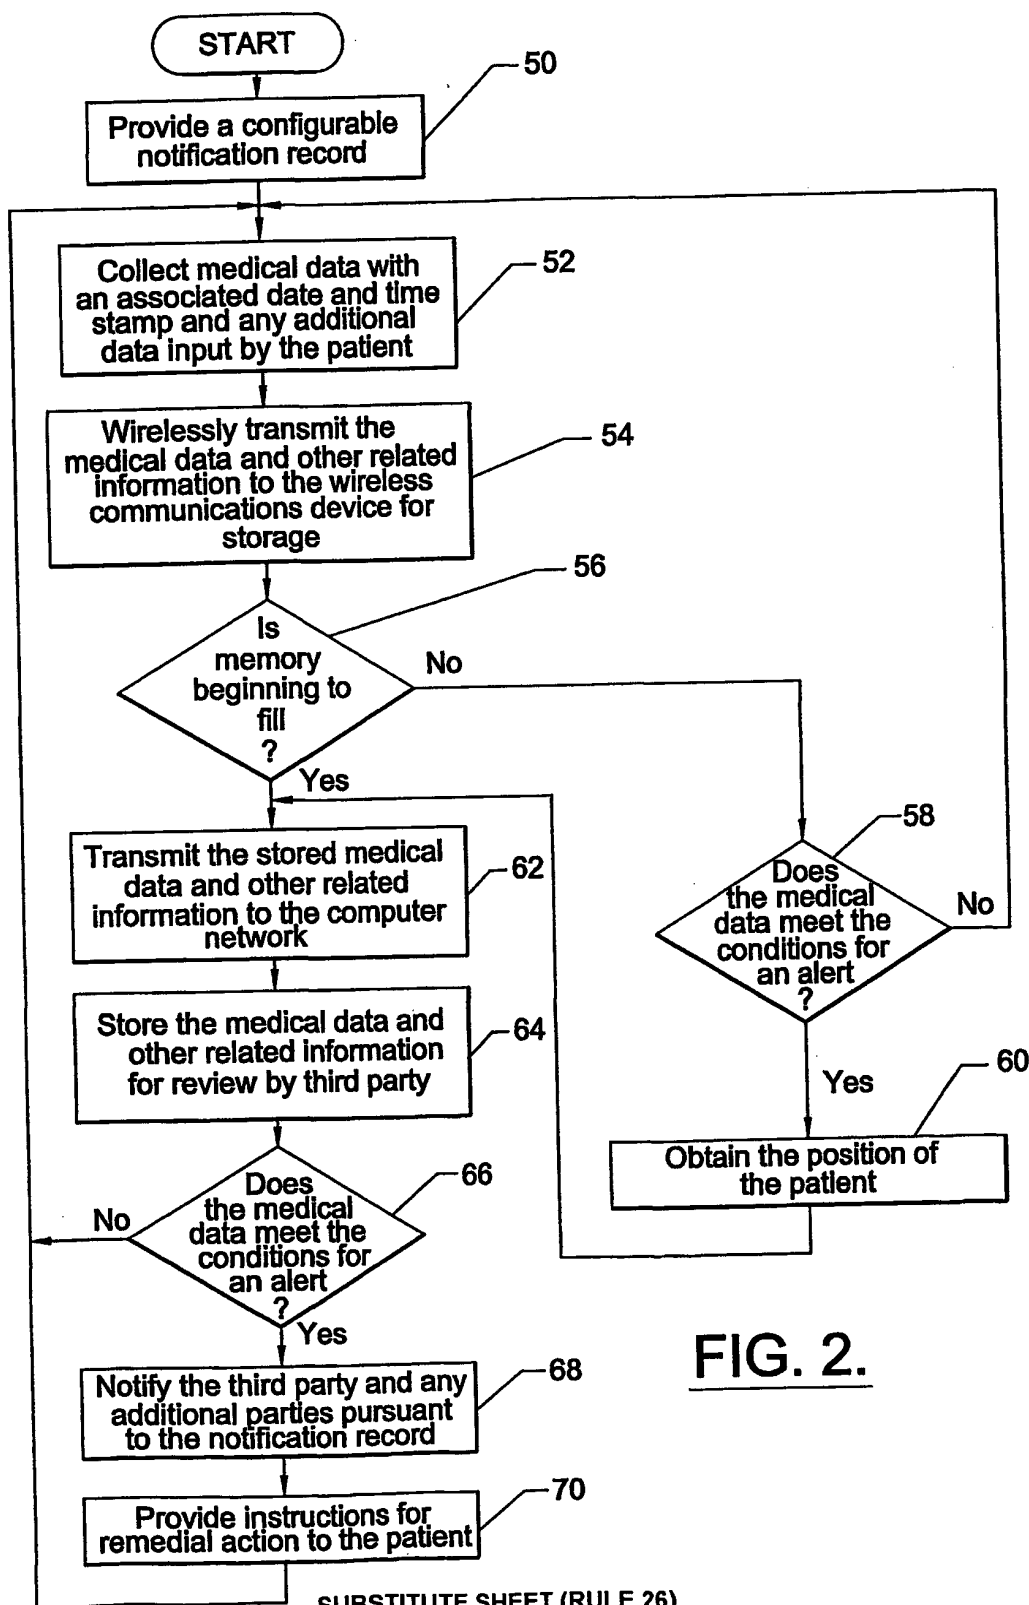 START
50
Provide a configurable
notification record
52
Collect medical data with
an associated date and time
stamp and any additional
data input by the patient
54
Wirelessly transmit the
medical data and other related
information to the wireless
communications device for
storage
56
Is
memory
beginning to
fill
?
No
Yes
58
Does
the medical
data meet the
conditions for
an alert
?
No
Yes
60
Obtain the position of
the patient
62
Transmit the stored medical
data and other related
information to the computer
network
64
Store the medical data and
other related information
for review by third party
66
Does
the medical
data meet the
conditions for
an alert
?
No
Yes
68
Notify the third party and any
additional parties pursuant
to the notification record
70
Provide instructions for
remedial action to the patient
FIG. 2.
SUBSTITUTE SHEET (RULE 26)